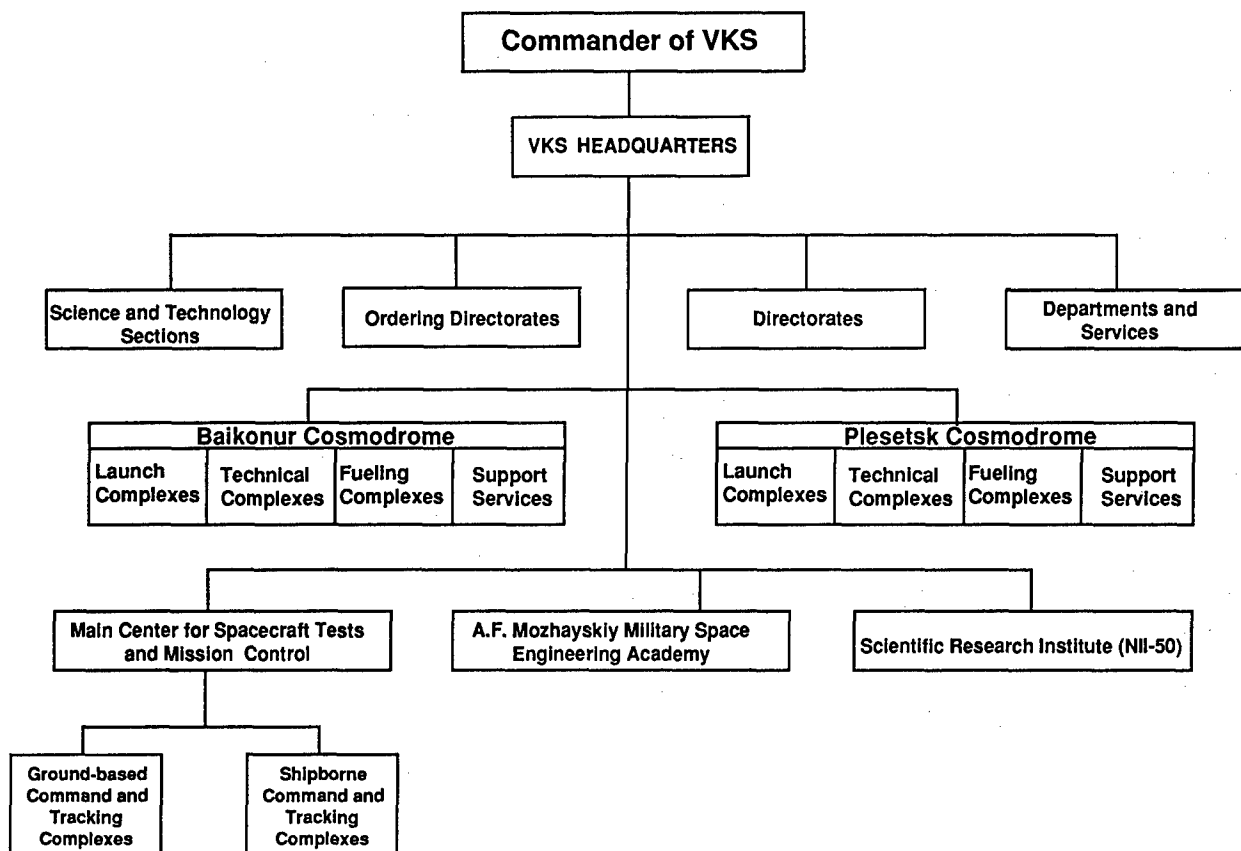 Commander of VKS
VKS HEADQUARTERS
Science and Technology
Sections
Ordering Directorates
Directorates
Departments and
Services
Baikonur Cosmodrome
Launch
Complexes
Technical
Complexes
Fueling
Complexes
Support
Services
Plesetsk Cosmodrome
Launch
Complexes
Technical
Complexes
Fueling
Complexes
Support
Services
Main Center for Spacecraft Tests
and Mission Control
A.F. Mozhayskiy Military Space
Engineering Academy
Scientific Research Institute (NII-50)
Ground-based
Command and
Tracking
Complexes
Shipborne
Command and
Tracking
Complexes